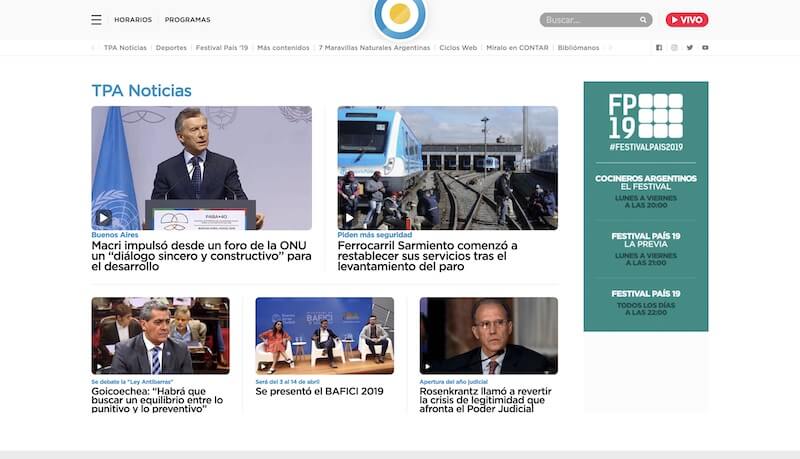 HORARIOS PROGRAMAS
Buscar...
VIVO
TPA Noticias
Deportes
Festival País '19
Más contenidos
7 Maravillas Naturales Argentinas
Ciclos Web
Miralo en CONTAR
Bibliómanos
TPA Noticias
PABA+40
Buenos Aires
Macri impulsó desde un foro de la ONU
un “diálogo sincero y constructivo” para
el desarrollo
Piden más seguridad
Ferrocarril Sarmiento comenzó a
restablecer sus servicios tras el
levantamiento del paro
Se debate la "Ley Antibarras"
Goicoechea: “Habrá que
buscar un equilibrio entre lo
punitivo y lo preventivo”
BAFICI
Será del 3 al 14 de abril
Se presentó el BAFICI 2019
Apertura del año judicial
Rosenkrantz llamó a revertir
la crisis de legitimidad que
afronta el Poder Judicial
FP
19
#FESTIVALPAIS2019
COCINEROS ARGENTINOS
EL FESTIVAL
LUNES A VIERNES
A LAS 20:00
FESTIVAL PAÍS 19
LA PREVIA
LUNES A VIERNES
A LAS 21:00
FESTIVAL PAÍS 19
TODOS LOS DÍAS
A LAS 22:00